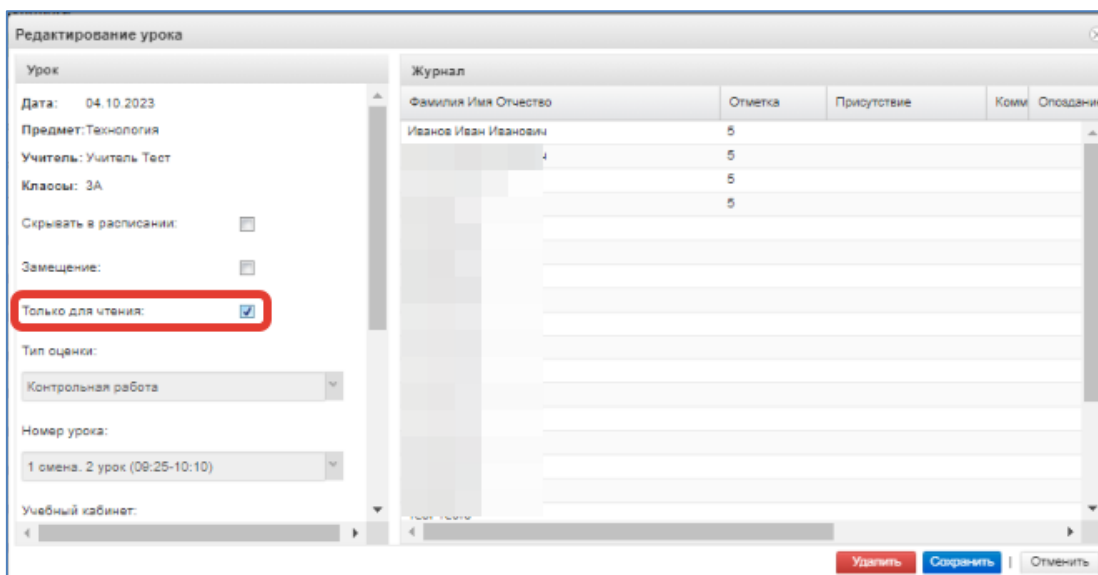 Редактирование урока
Урок
Дата: 04.10.2023
Предмет: Технология
Учитель: Учитель Тест
Классы: 3А
Скрывать в расписании:
Замещение:
Только для чтения:
Тип оценки:
Контрольная работа
Номер урока:
1 смена. 2 урок (09:25-10:10)
Учебный кабинет:
Журнал
Фамилия Имя Отчество Отметка Присутствие Комм Опоздание
Иванов Иван Иванович 5
5
5
5
Удалить Сохранить | Отменить